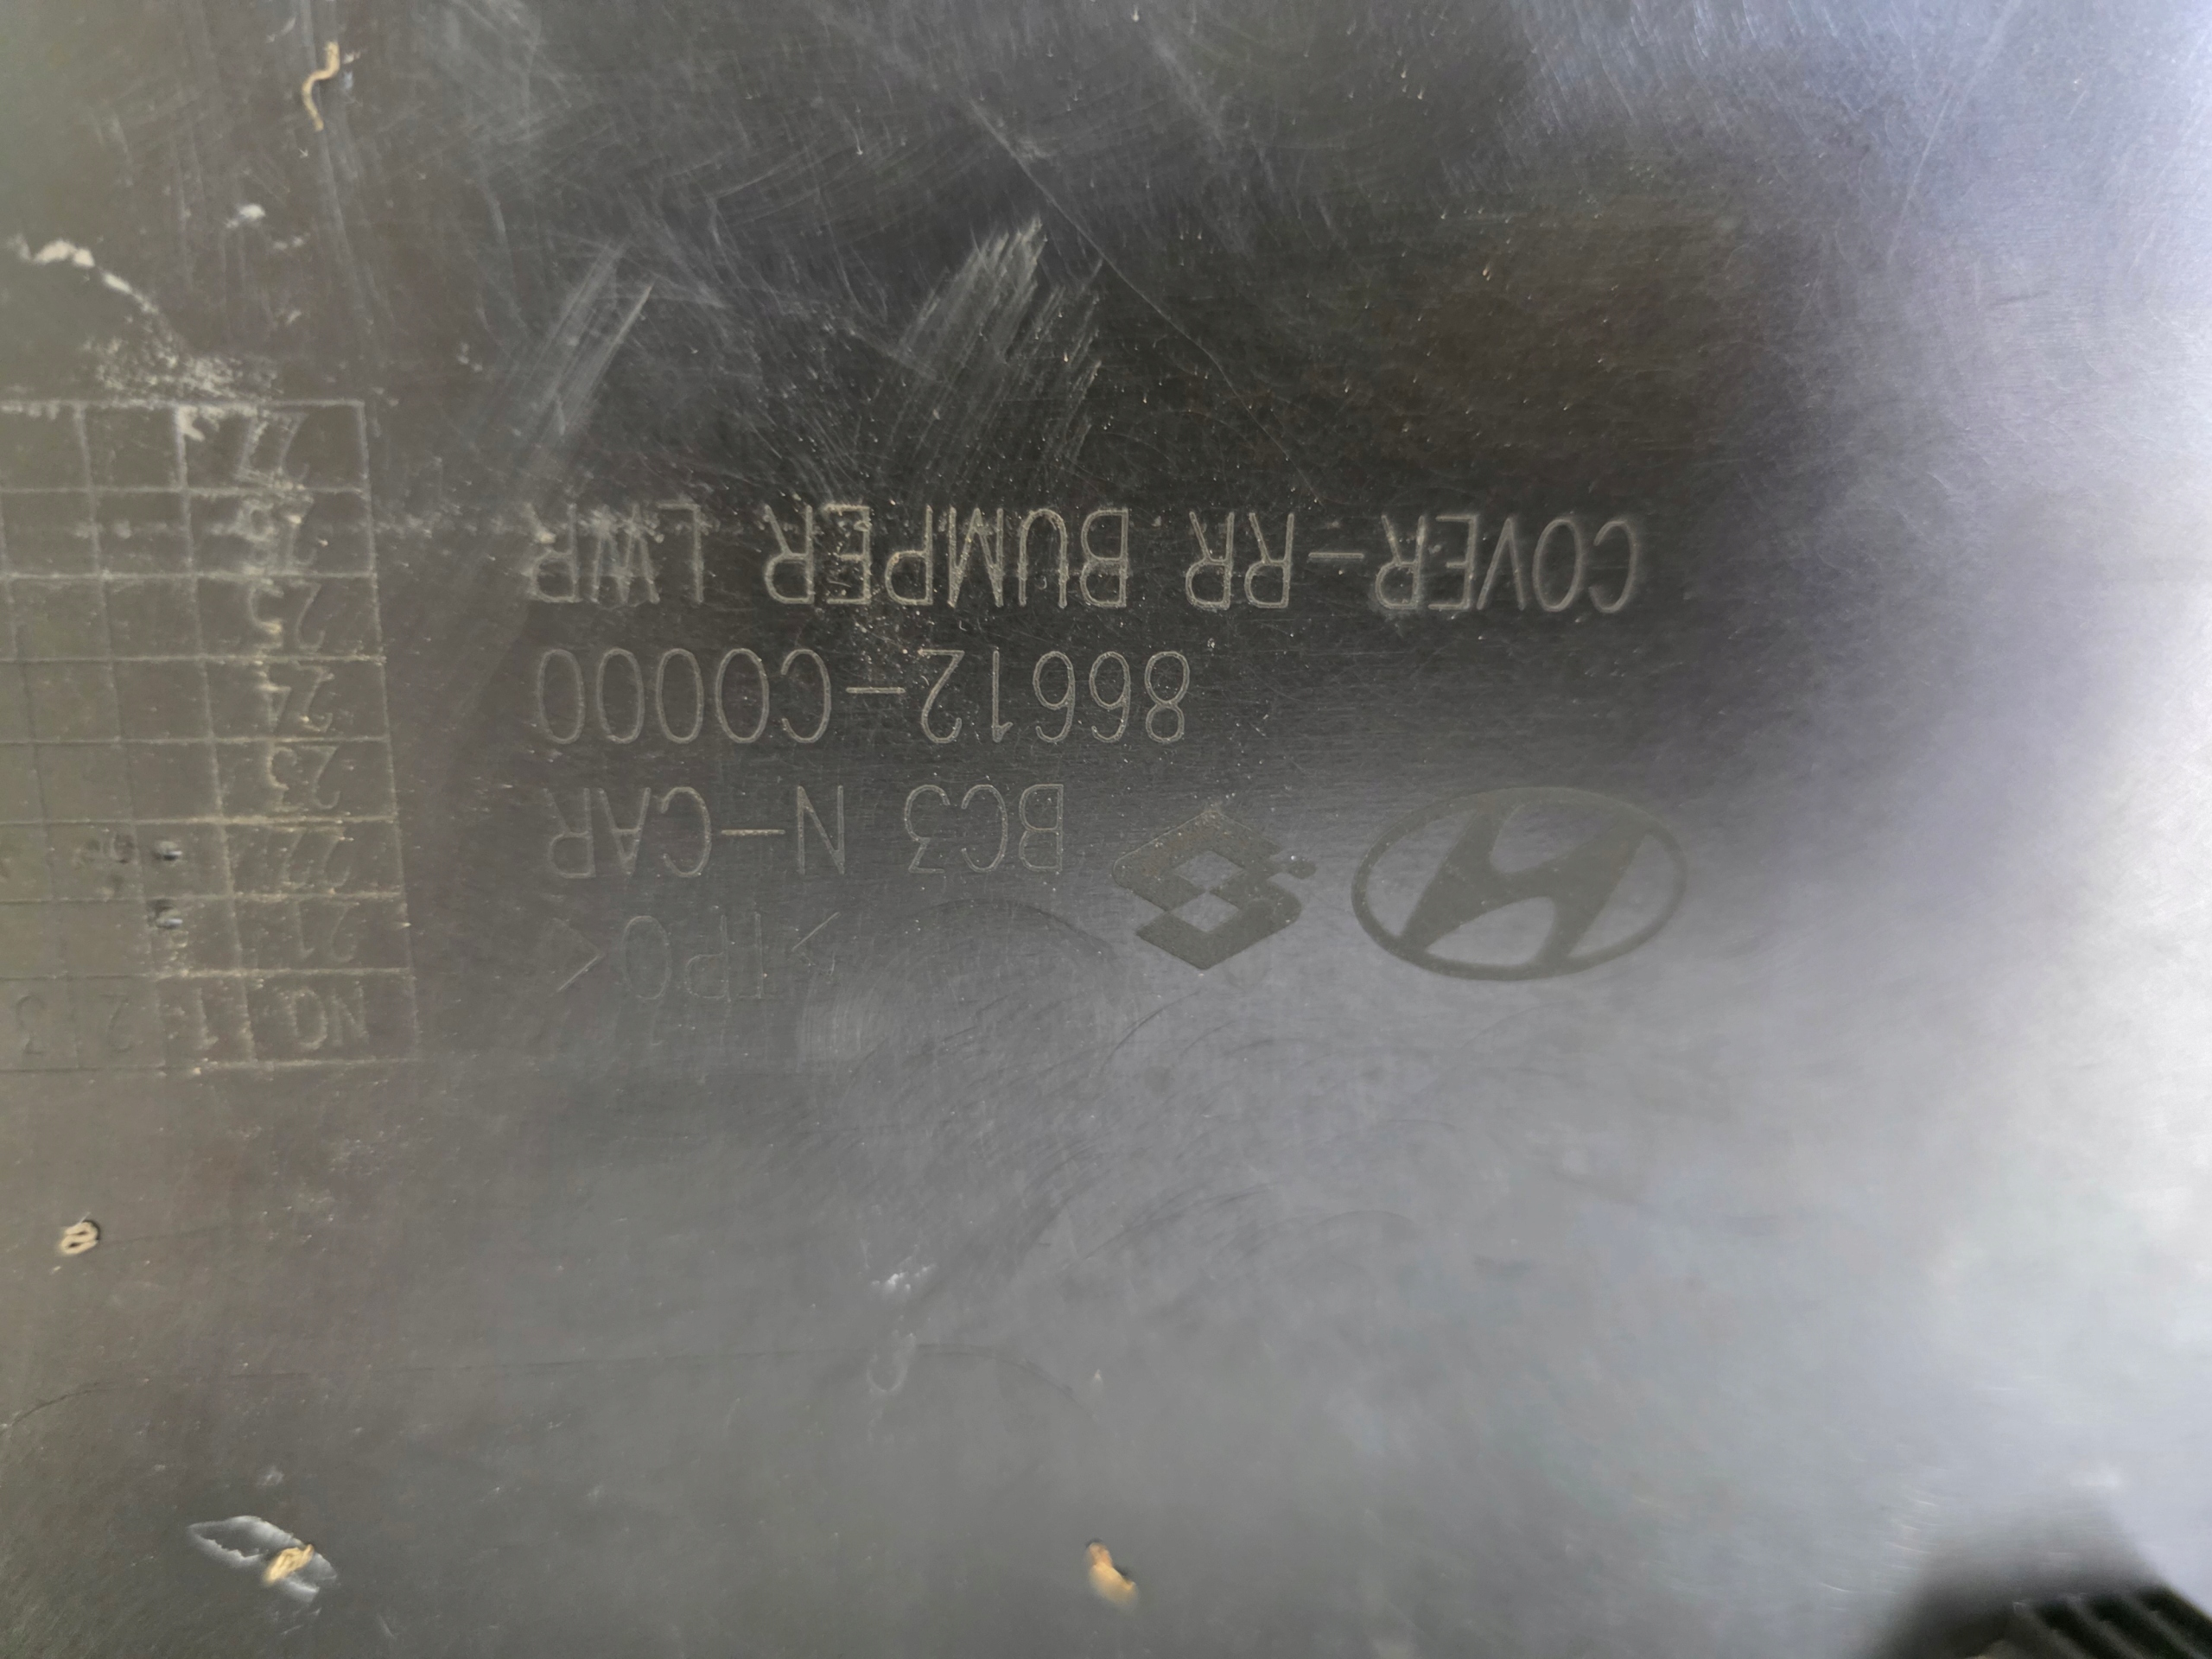 >TPO<
BC3 N-CAR
86612-C0000
COVER-RR BUMPER LWR
NO 1 2 3
21
22
23
24
25
26
27